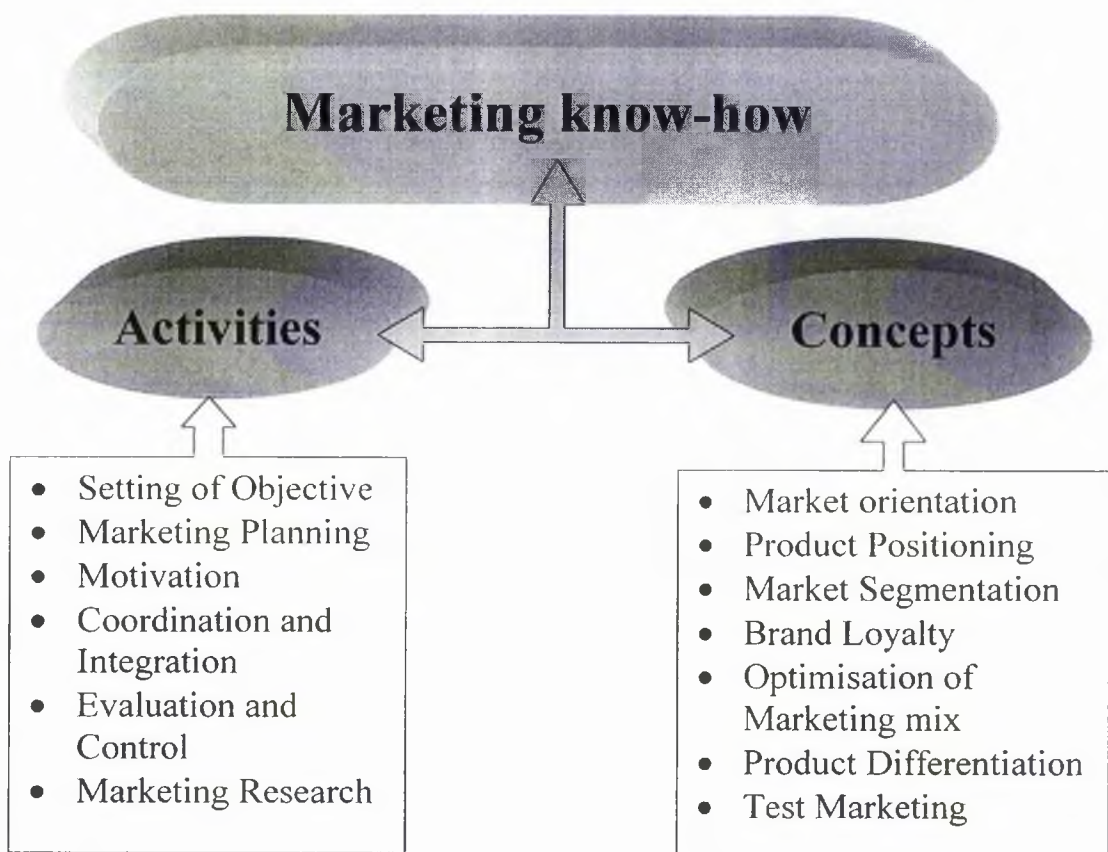 Marketing know-how
Activities
Concepts
• Setting of Objective
• Marketing Planning
• Motivation
• Coordination and
Integration
• Evaluation and
Control
• Marketing Research
• Market orientation
• Product Positioning
• Market Segmentation
• Brand Loyalty
• Optimisation of
Marketing mix
• Product Differentiation
• Test Marketing